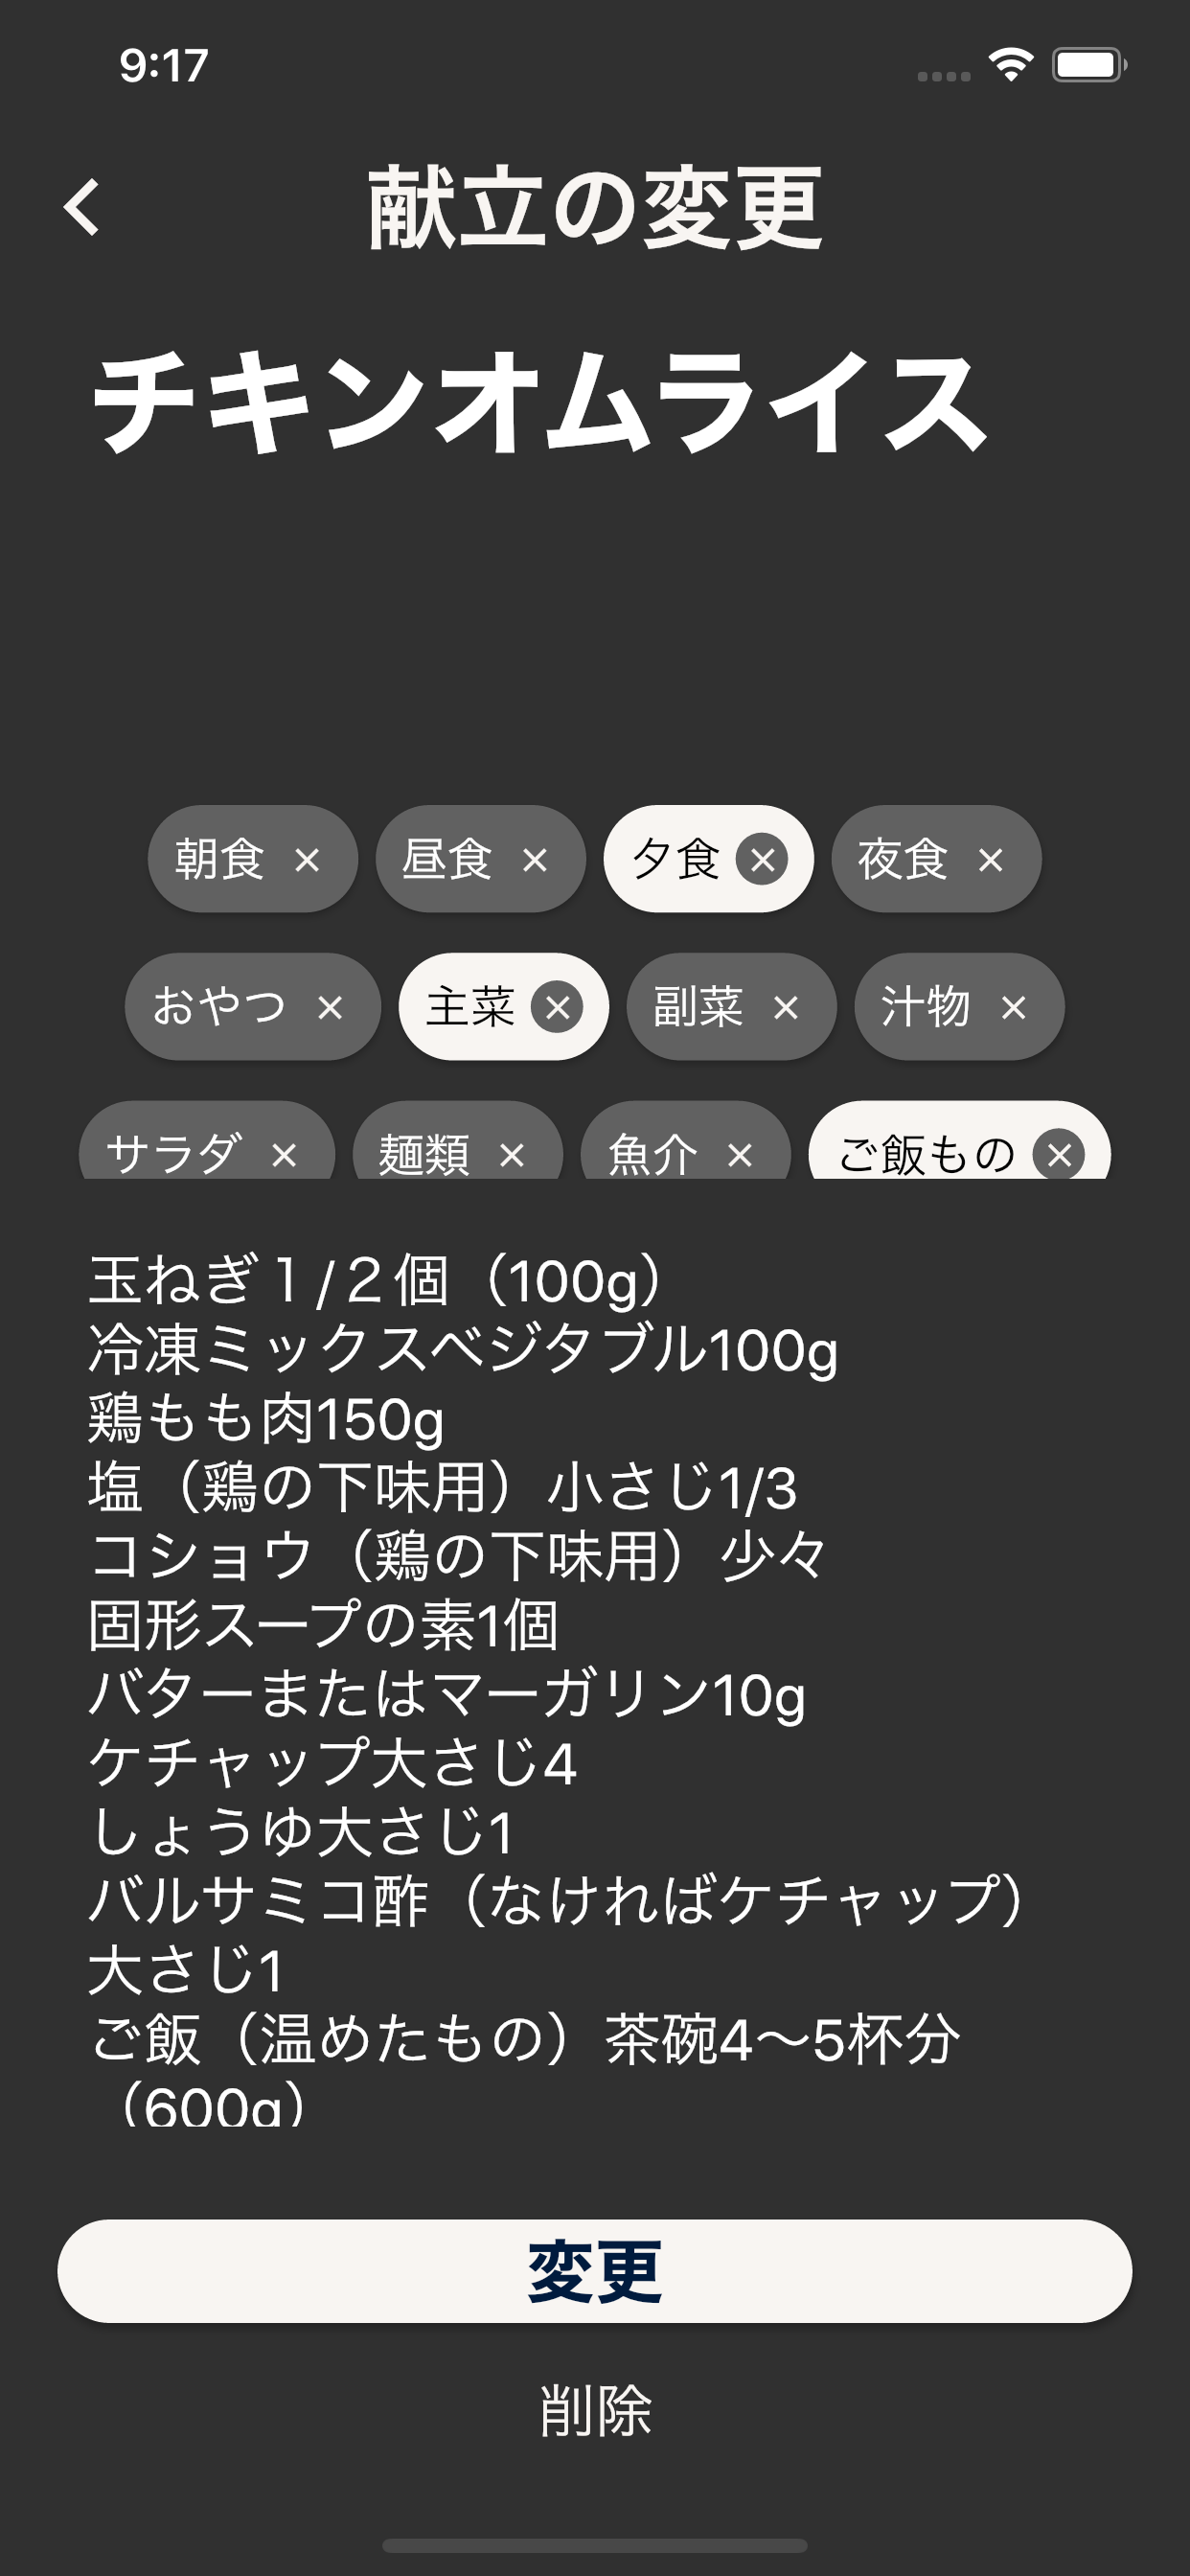 9:17
献立の変更
チキンオムライス
朝食 × 昼食 × 夕食 × 夜食 ×
おやつ × 主菜 × 副菜 × 汁物 ×
サラダ × 麺類 × 魚介 × ご飯もの ×
玉ねぎ１/２個（100g）
冷凍ミックスベジタブル100g
鶏もも肉150g
塩（鶏の下味用）小さじ1/3
コショウ（鶏の下味用）少々
固形スープの素1個
バターまたはマーガリン10g
ケチャップ大さじ4
しょうゆ大さじ1
バルサミコ酢（なければケチャップ）
大さじ1
ご飯（温めたもの）茶碗4〜5杯分
（600g）
変更
削除